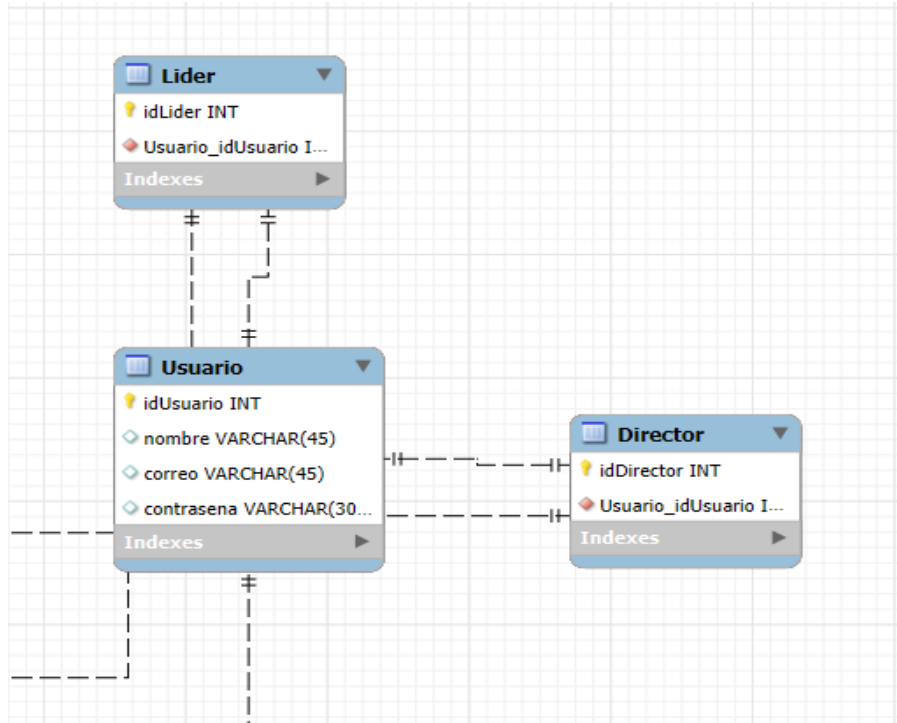 Lider
idLider INT
Usuario_idUsuario I...
Indexes
Usuario
idUsuario INT
nombre VARCHAR(45)
correo VARCHAR(45)
contrasena VARCHAR(30...
Indexes
Director
idDirector INT
Usuario_idUsuario I...
Indexes